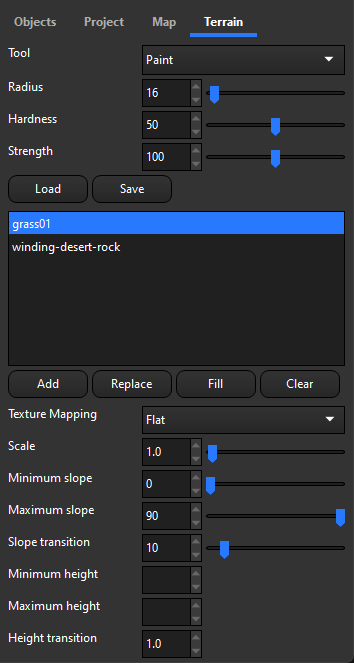 Objects Project Map Terrain
Tool Paint
Radius 16
Hardness 50
Strength 100
Load Save
grass01
winding-desert-rock
Add Replace Fill Clear
Texture Mapping Flat
Scale 1.0
Minimum slope 0
Maximum slope 90
Slope transition 10
Minimum height
Maximum height
Height transition 1.0